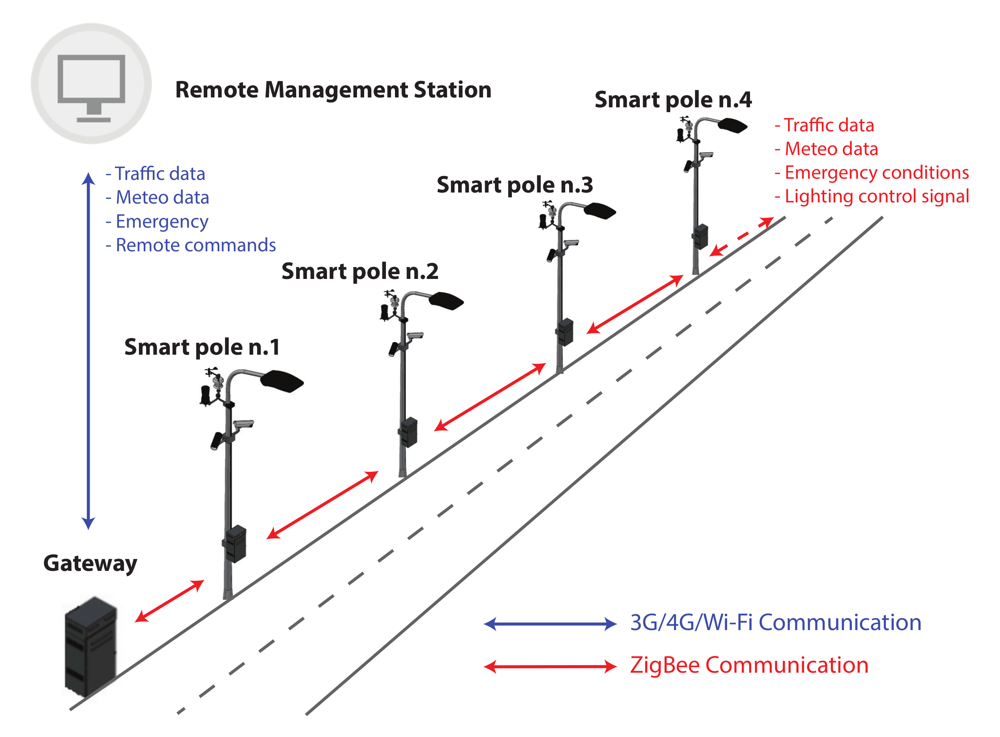 Remote Management Station
Smart pole n.4
- Traffic data
- Meteo data
- Emergency conditions
- Lighting control signal
- Traffic data
- Meteo data
- Emergency
- Remote commands
Smart pole n.3
Smart pole n.2
Smart pole n.1
Gateway
3G/4G/Wi-Fi Communication
ZigBee Communication